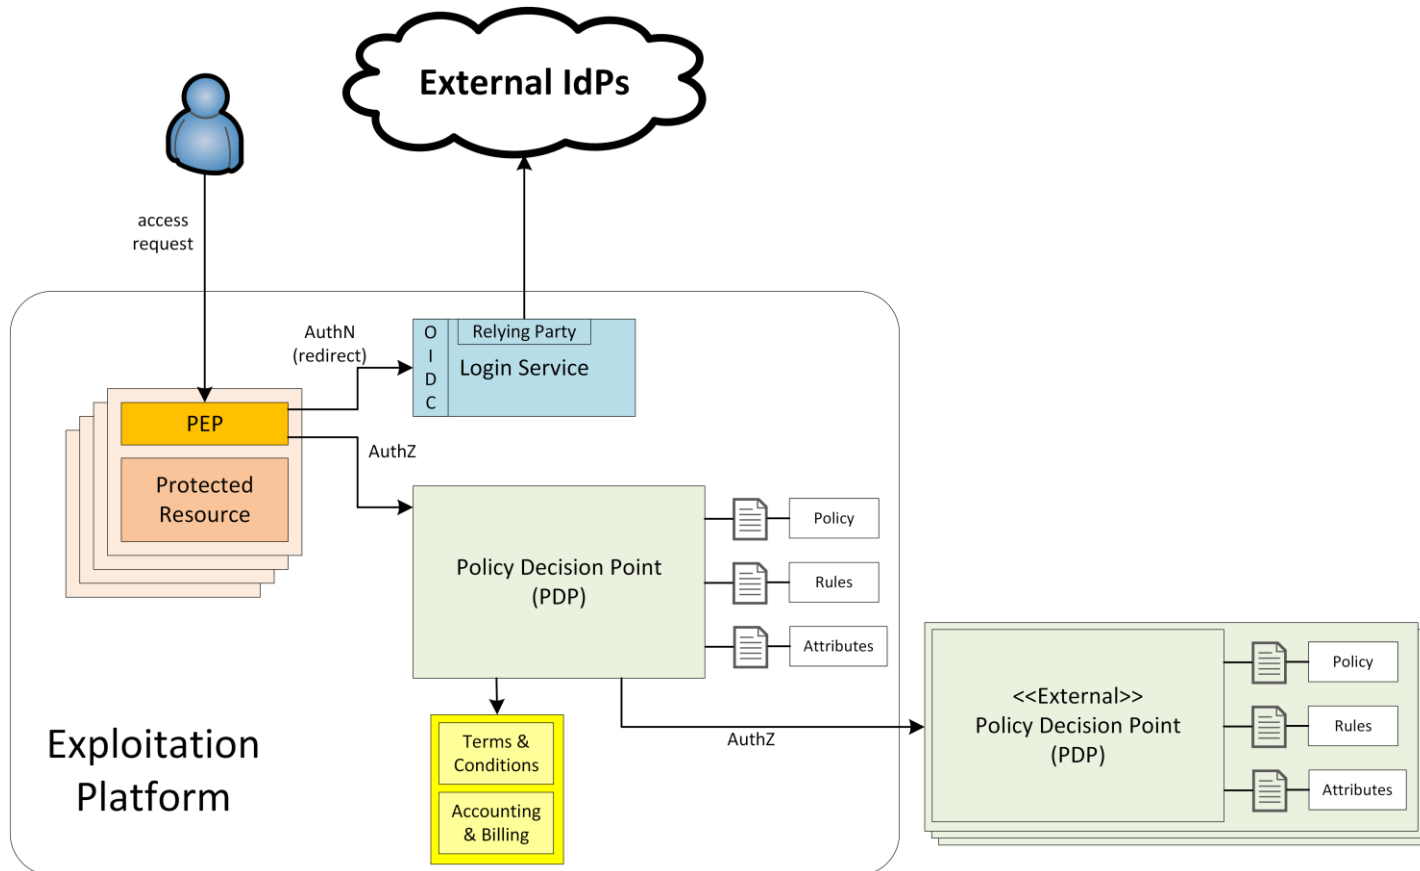 External IdPs
access
request
AuthN
(redirect)
O
I
D
C
Relying Party
Login Service
PEP
AuthZ
Protected
Resource
Policy Decision Point
(PDP)
Policy
Rules
Attributes
<<External>>
Policy Decision Point
(PDP)
Policy
Rules
Attributes
AuthZ
Terms &
Conditions
Accounting
& Billing
Exploitation
Platform